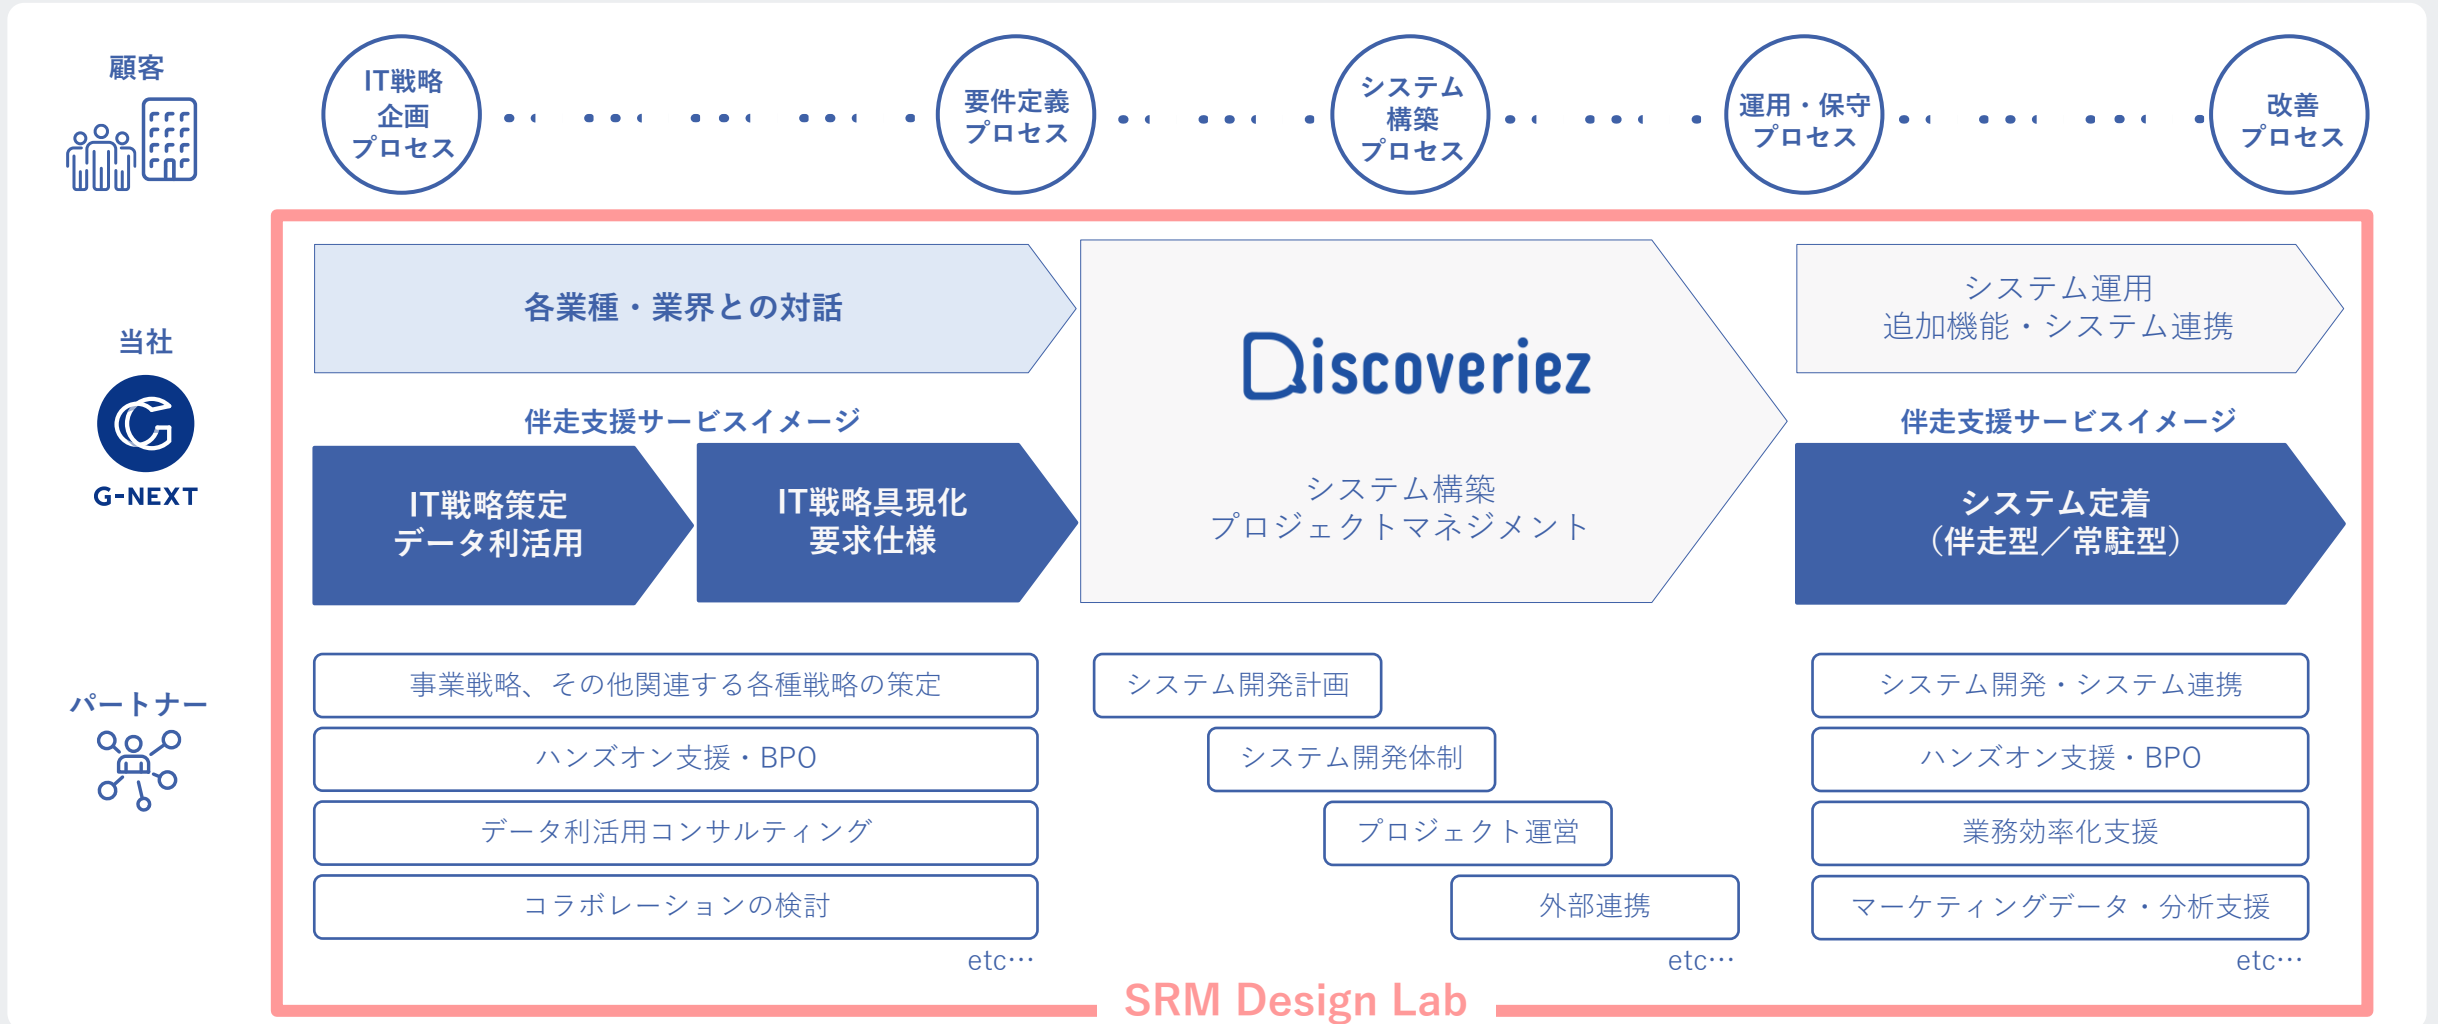 顧客
IT戦略
企画
プロセス
要件定義
プロセス
システム
構築
プロセス
運用・保守
プロセス
改善
プロセス
当社
G-NEXT
各業種・業界との対話
伴走支援サービスイメージ
IT戦略策定
データ利活用
IT戦略具現化
要求仕様
Discoveriez
システム構築
プロジェクトマネジメント
システム運用
追加機能・システム連携
伴走支援サービスイメージ
システム定着
（伴走型／常駐型）
パートナー
事業戦略、その他関連する各種戦略の策定
ハンズオン支援・BPO
データ利活用コンサルティング
コラボレーションの検討
etc…
システム開発計画
システム開発体制
プロジェクト運営
外部連携
etc…
システム開発・システム連携
ハンズオン支援・BPO
業務効率化支援
マーケティングデータ・分析支援
etc…
SRM Design Lab